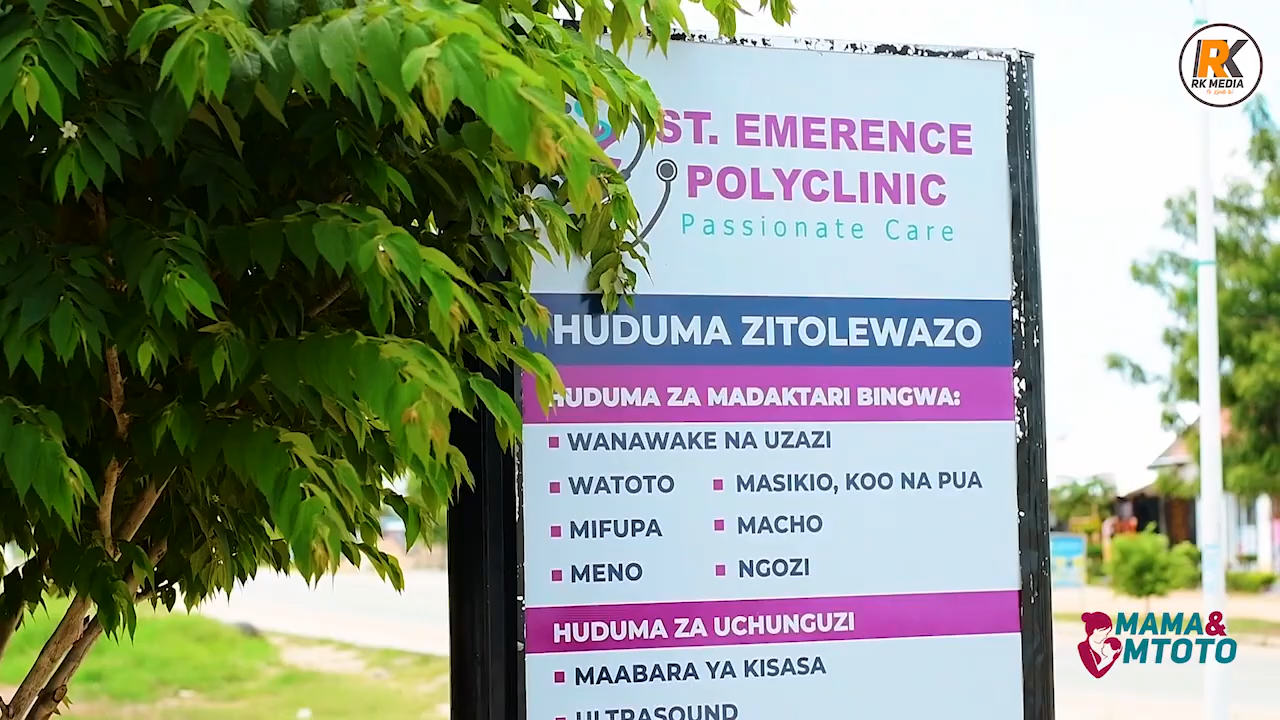 RK MEDIA
ST. EMERENCE
POLYCLINIC
Passionate Care
HUDUMA ZITOLEWAZO
HUDUMA ZA MADAKTARI BINGWA:
WANAWAKE NA UZAZI
WATOTO
MASIKIO, KOO NA PUA
MIFUPA
MACHO
MENO
NGOZI
HUDUMA ZA UCHUNGUZI
MAABARA YA KISASA
ULTRASOUND
MAMA&
MTOTO